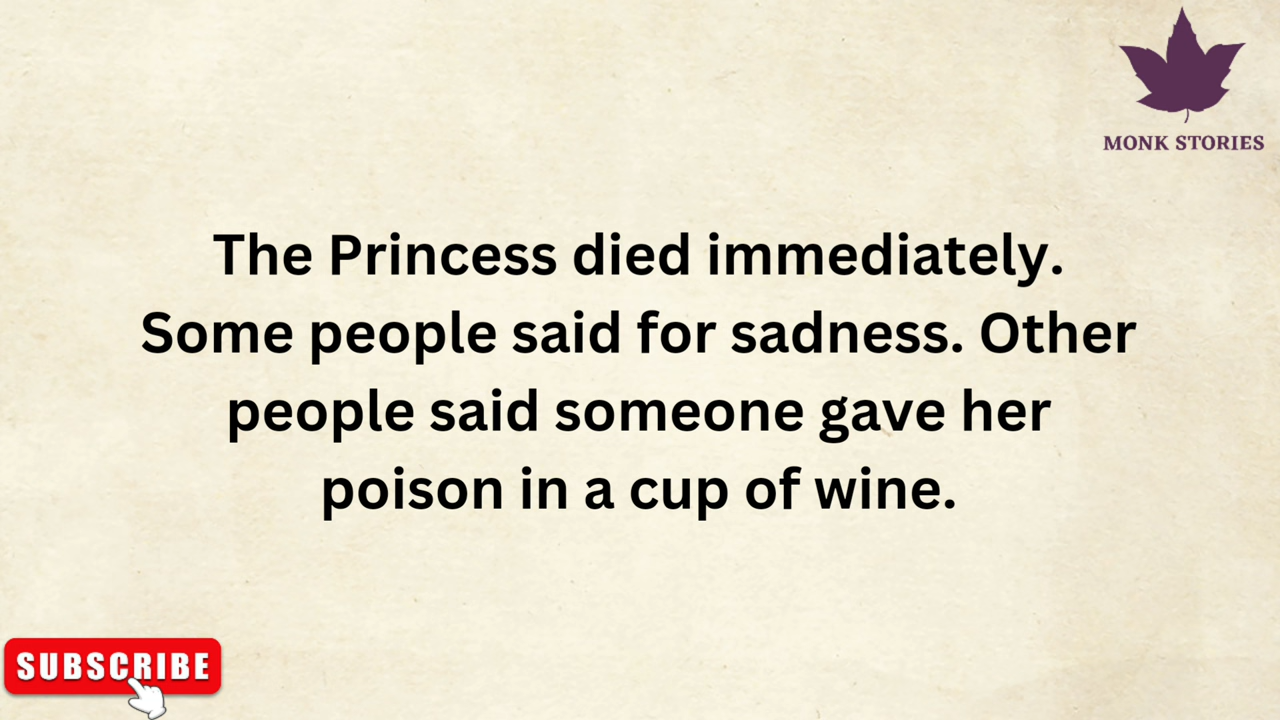 MONK STORIES
The Princess died immediately.
Some people said for sadness. Other
people said someone gave her
poison in a cup of wine.
SUBSCRIBE